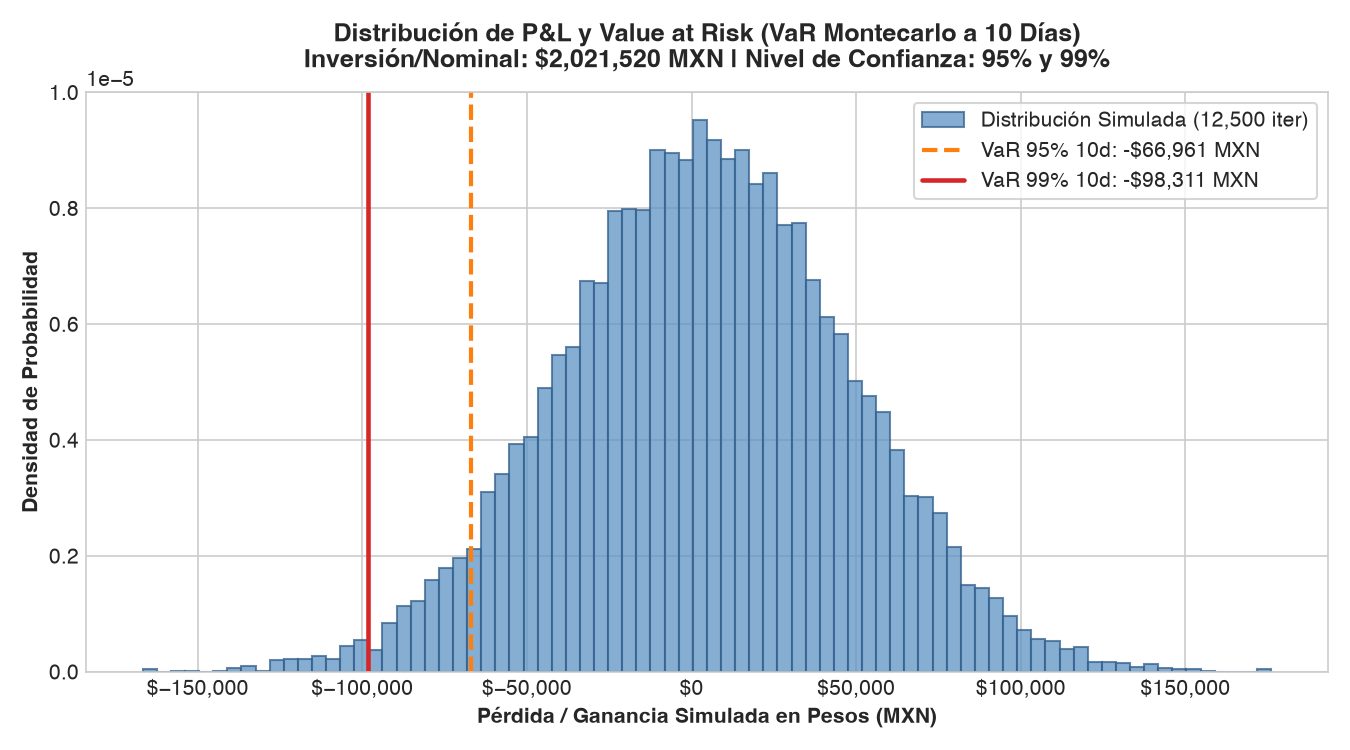 Distribución de P&L y Value at Risk (VaR Montecarlo a 10 Días)
Inversión/Nominal: $2,021,520 MXN | Nivel de Confianza: 95% y 99%
1e−5
1.0
0.8
0.6
0.4
0.2
0.0
Densidad de Probabilidad
Distribución Simulada (12,500 iter)
VaR 95% 10d: -$66,961 MXN
VaR 99% 10d: -$98,311 MXN
$−150,000 $−100,000 $−50,000 $0 $50,000 $100,000 $150,000
Pérdida / Ganancia Simulada en Pesos (MXN)